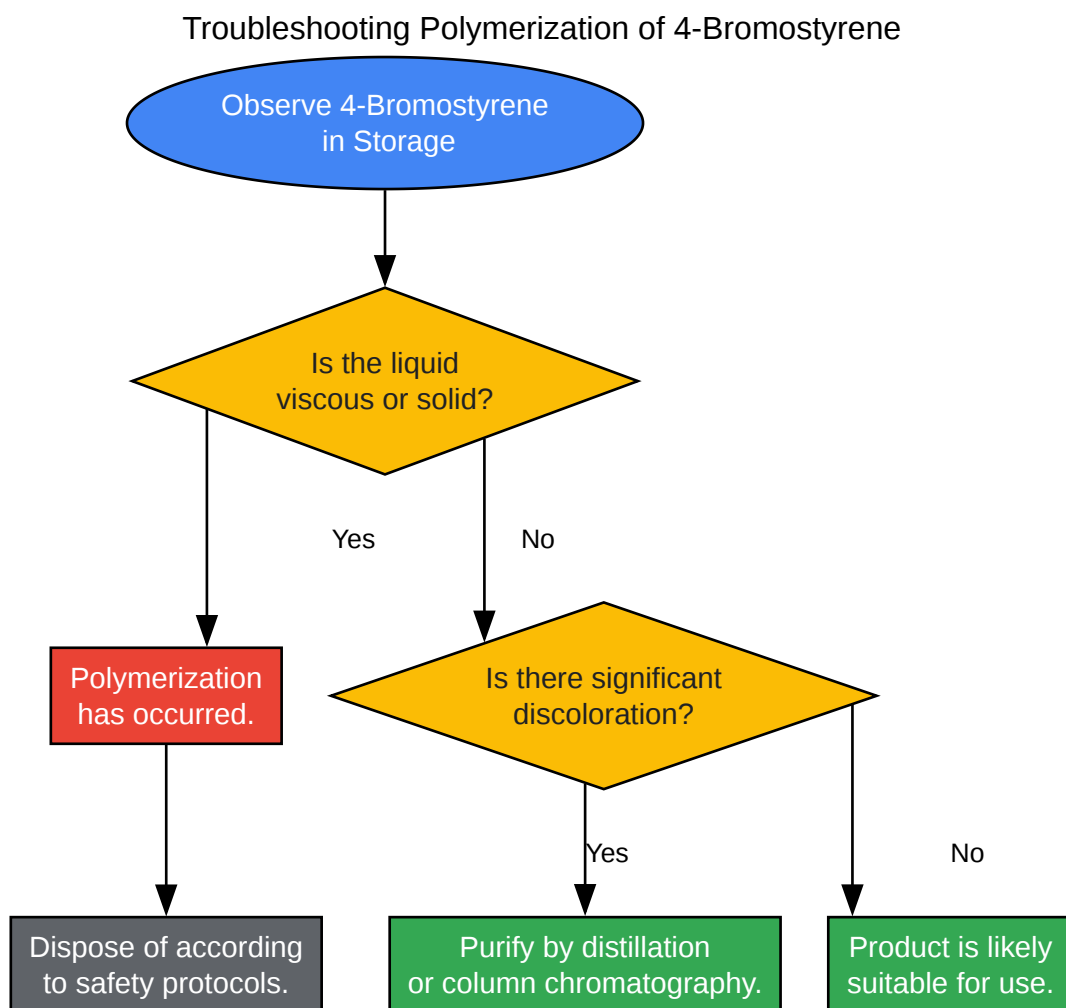 Troubleshooting Polymerization of 4-Bromostyrene
Observe 4-Bromostyrene
in Storage
Is the liquid
viscous or solid?
Yes
No
Polymerization
has occurred.
Is there significant
discoloration?
Yes
No
Dispose of according
to safety protocols.
Purify by distillation
or column chromatography.
Product is likely
suitable for use.